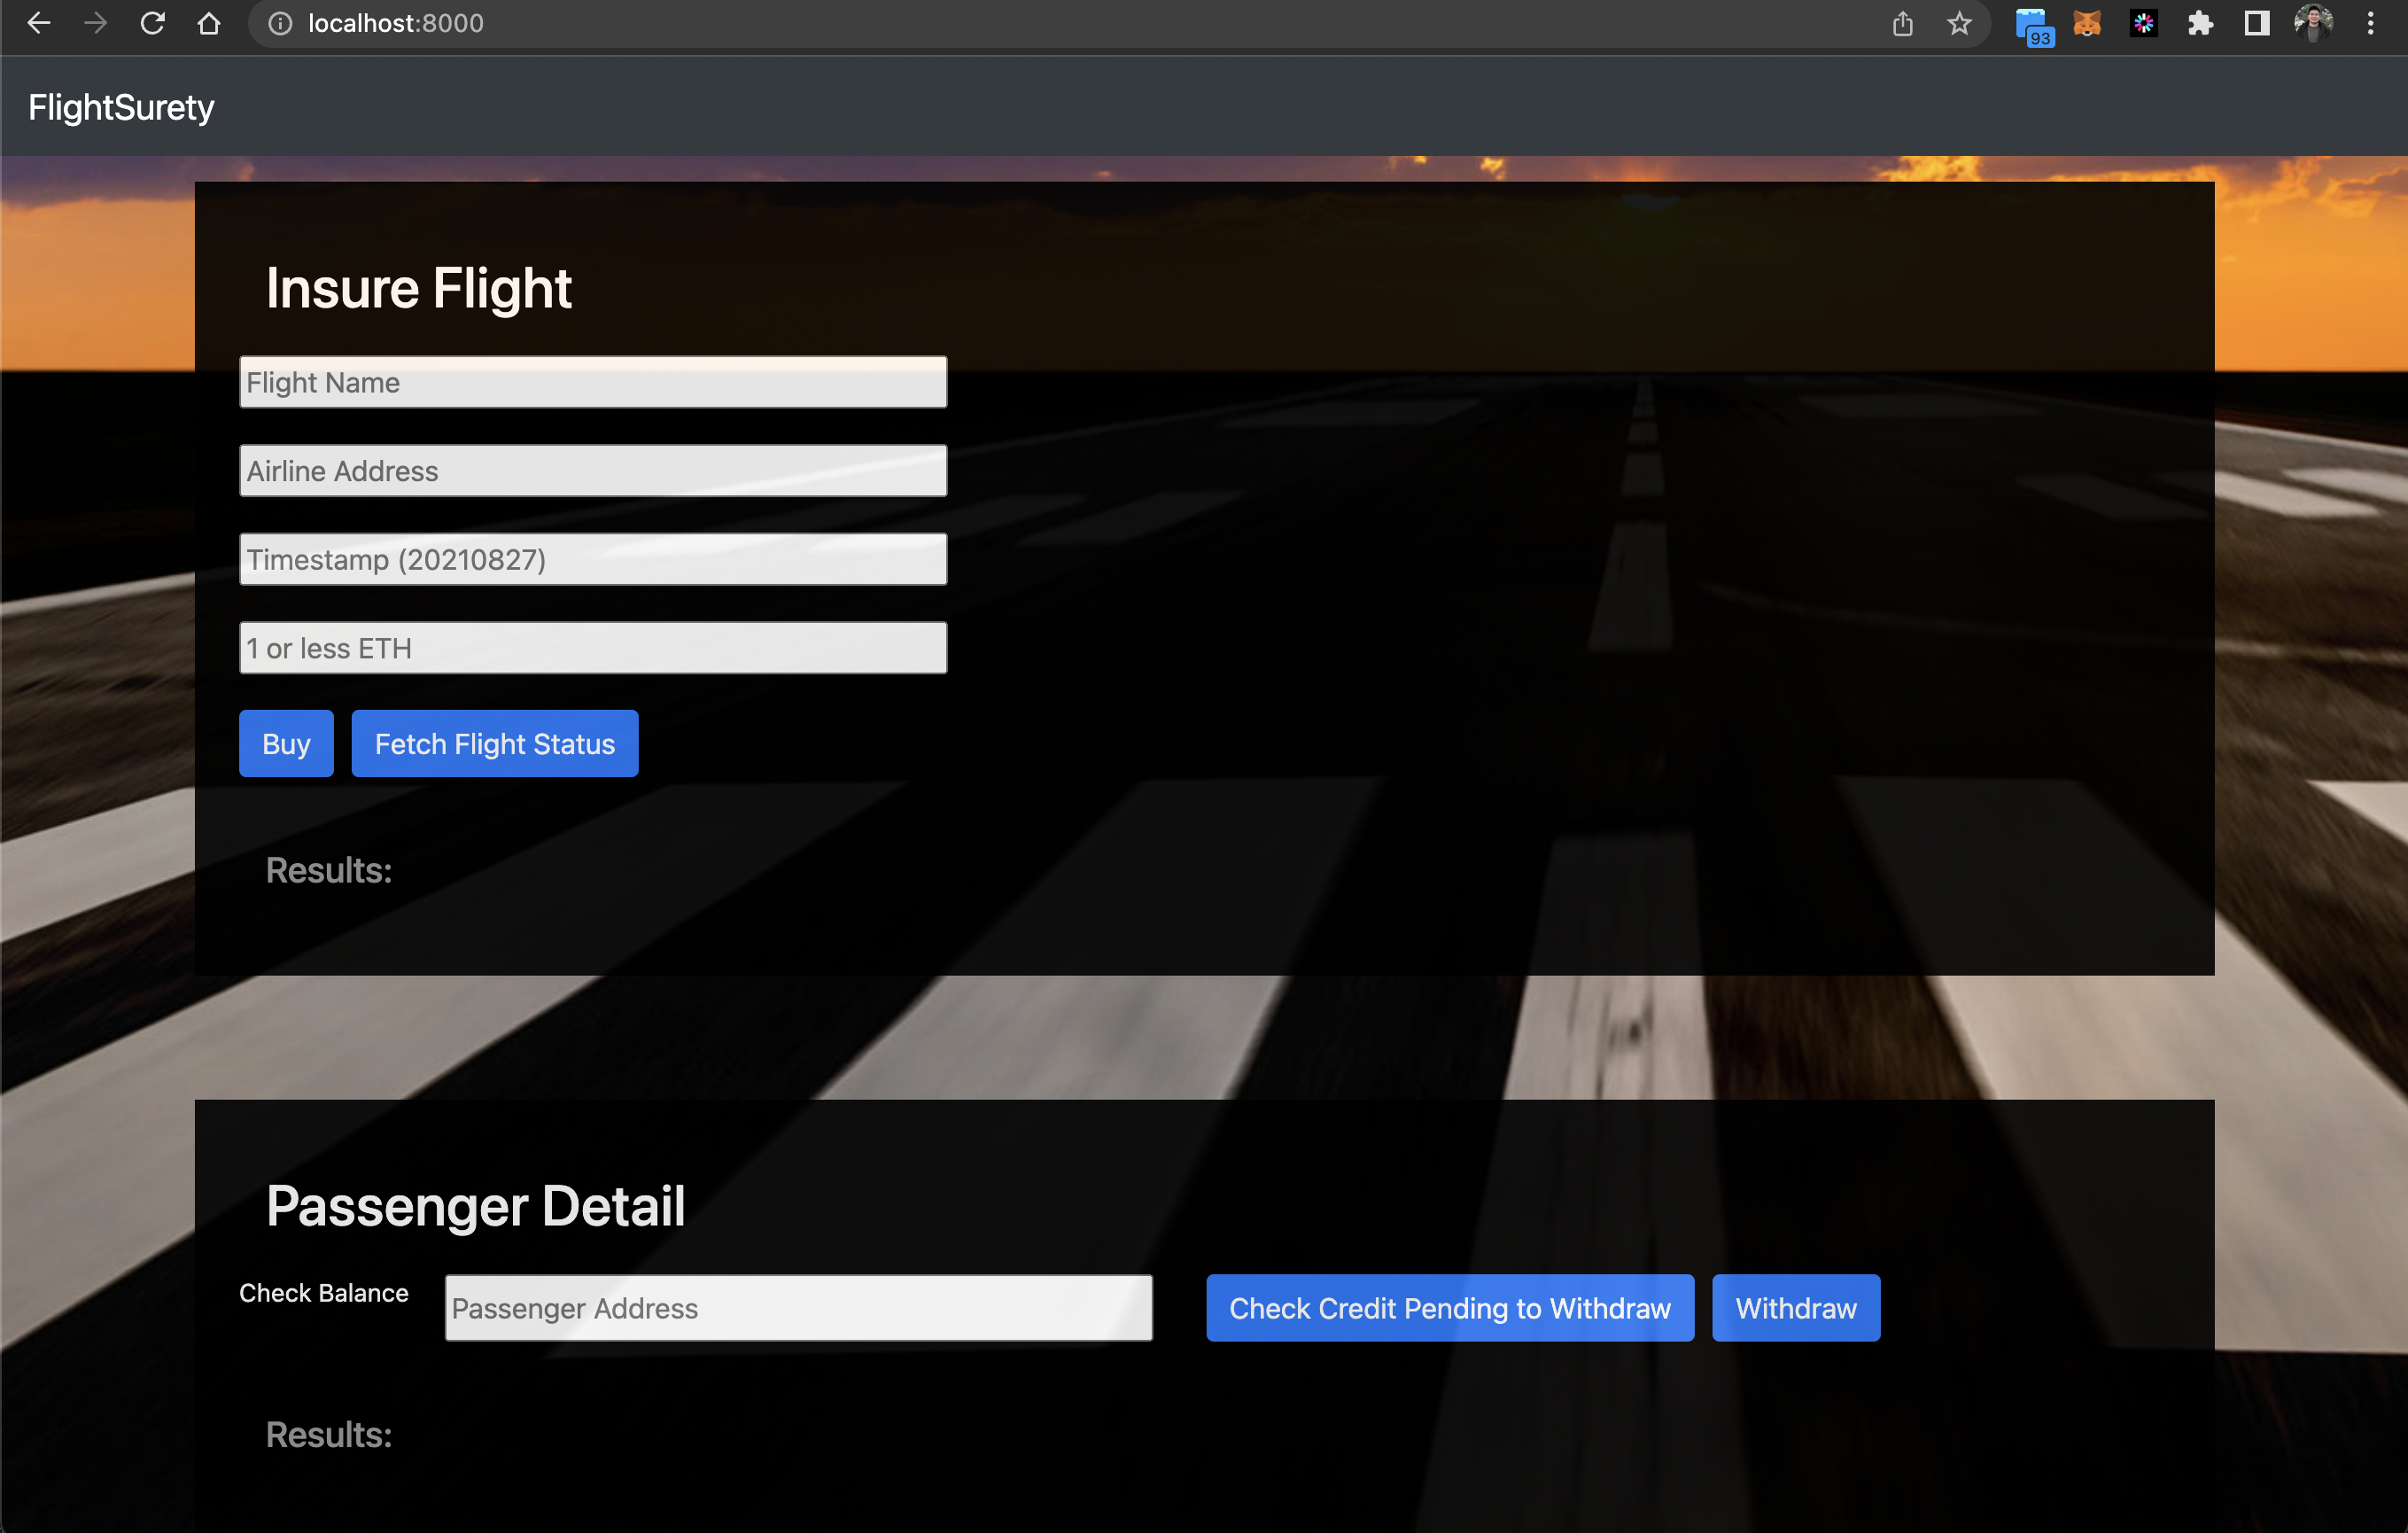 localhost:8000
93
FlightSurety
Insure Flight
Flight Name
Airline Address
Timestamp (20210827)
1 or less ETH
Buy Fetch Flight Status
Results:
Passenger Detail
Check Balance Passenger Address Check Credit Pending to Withdraw Withdraw
Results: